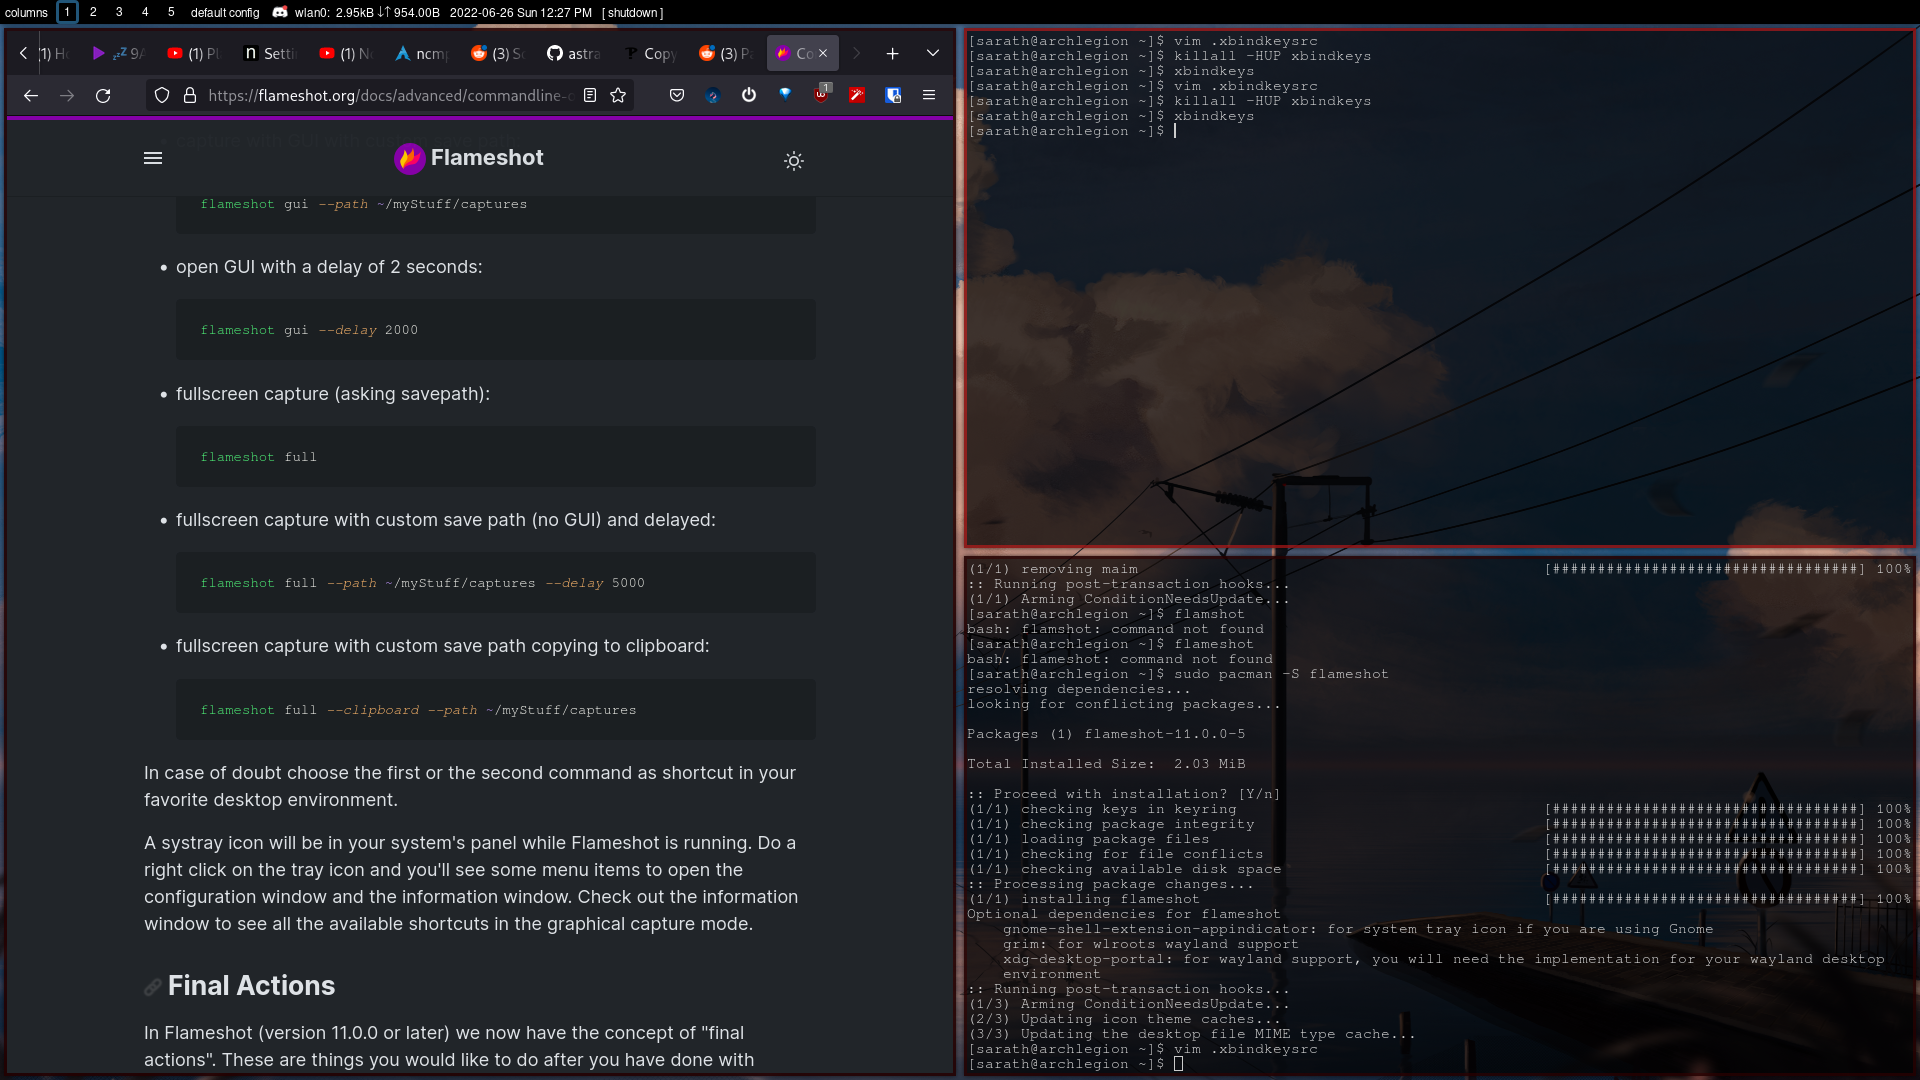 columns 1 2 3 4 5 default config wlan0: 2.95kB ↓↑ 954.00B 2022-06-26 Sun 12:27 PM [ shutdown ]
(1) Pl
Setti
(1) N
ncmp
(3) S
astra
Copy
(3) P
Co
https://flameshot.org/docs/advanced/commandline-
1
capture with GUI with custom save path:
Flameshot
flameshot gui --path ~/myStuff/captures
• open GUI with a delay of 2 seconds:
flameshot gui --delay 2000
• fullscreen capture (asking savepath):
flameshot full
• fullscreen capture with custom save path (no GUI) and delayed:
flameshot full --path ~/myStuff/captures --delay 5000
• fullscreen capture with custom save path copying to clipboard:
flameshot full --clipboard --path ~/myStuff/captures
In case of doubt choose the first or the second command as shortcut in your
favorite desktop environment.
A systray icon will be in your system's panel while Flameshot is running. Do a
right click on the tray icon and you'll see some menu items to open the
configuration window and the information window. Check out the information
window to see all the available shortcuts in the graphical capture mode.
Final Actions
In Flameshot (version 11.0.0 or later) we now have the concept of "final
actions". These are things you would like to do after you have done with
[sarath@archlegion ~]$ vim .xbindkeysrc
[sarath@archlegion ~]$ killall -HUP xbindkeys
[sarath@archlegion ~]$ xbindkeys
[sarath@archlegion ~]$ vim .xbindkeysrc
[sarath@archlegion ~]$ killall -HUP xbindkeys
[sarath@archlegion ~]$ xbindkeys
[sarath@archlegion ~]$
(1/1) removing maim [##################################] 100%
:: Running post-transaction hooks...
(1/1) Arming ConditionNeedsUpdate...
[sarath@archlegion ~]$ flamshot
bash: flamshot: command not found
[sarath@archlegion ~]$ flameshot
bash: flameshot: command not found
[sarath@archlegion ~]$ sudo pacman -S flameshot
resolving dependencies...
looking for conflicting packages...
Packages (1) flameshot-11.0.0-5
Total Installed Size: 2.03 MiB
:: Proceed with installation? [Y/n]
(1/1) checking keys in keyring [##################################] 100%
(1/1) checking package integrity [##################################] 100%
(1/1) loading package files [##################################] 100%
(1/1) checking for file conflicts [##################################] 100%
(1/1) checking available disk space [##################################] 100%
:: Processing package changes...
(1/1) installing flameshot [##################################] 100%
Optional dependencies for flameshot
gnome-shell-extension-appindicator: for system tray icon if you are using Gnome
grim: for wlroots wayland support
xdg-desktop-portal: for wayland support, you will need the implementation for your wayland desktop
environment
:: Running post-transaction hooks...
(1/3) Arming ConditionNeedsUpdate...
(2/3) Updating icon theme caches...
(3/3) Updating the desktop file MIME type cache...
[sarath@archlegion ~]$ vim .xbindkeysrc
[sarath@archlegion ~]$